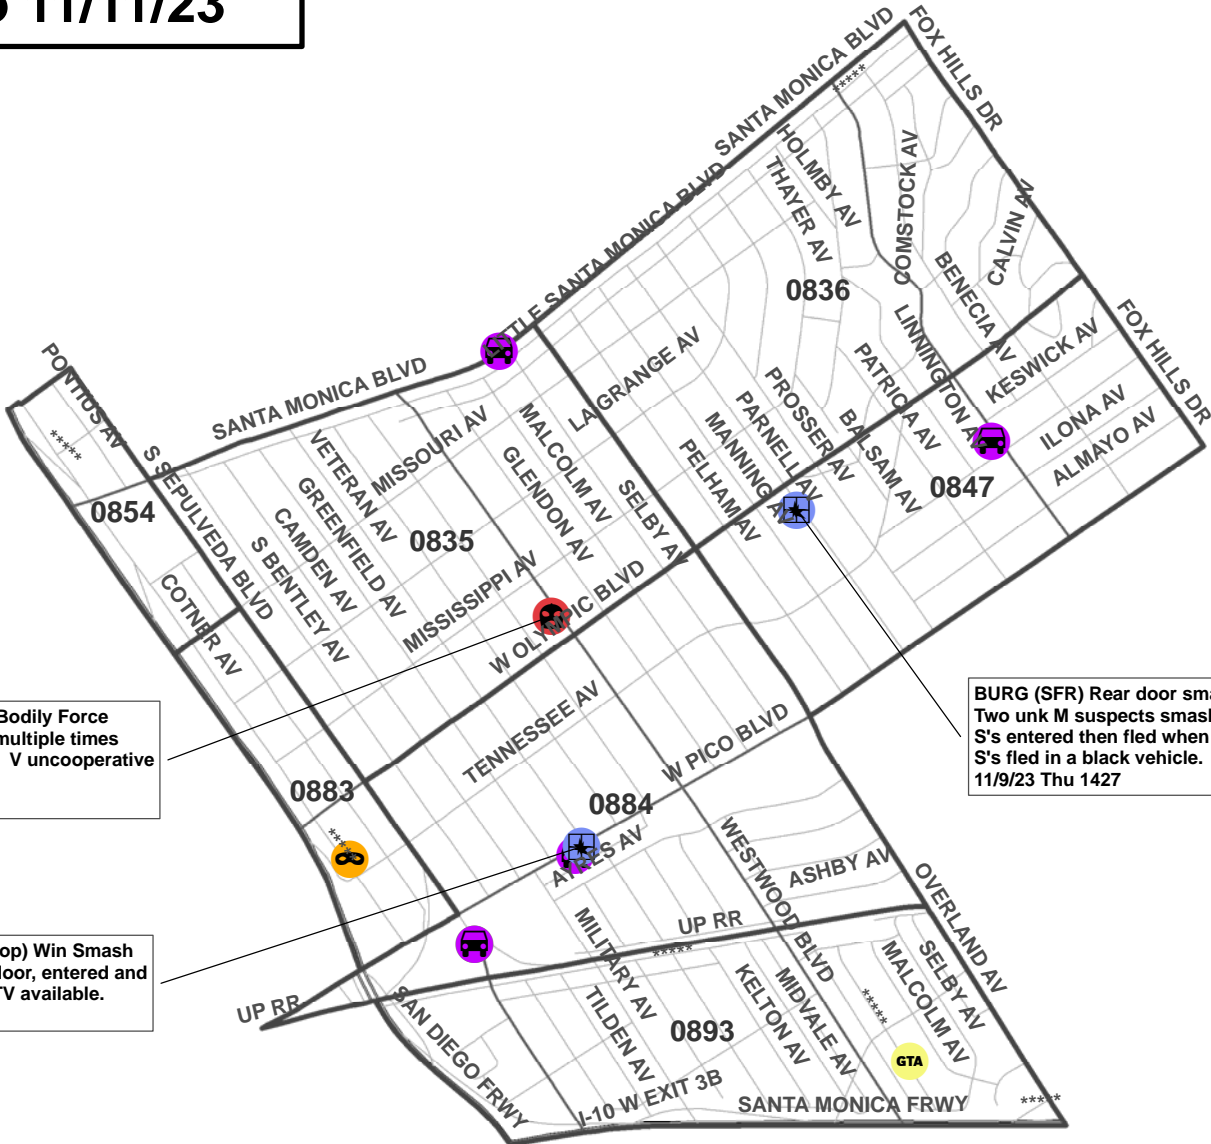 11/11/23
SANTA MONICA BLVD
FOX HILLS DR
*****
HOLMBY AV
THAYER AV
COMSTOCK AV
CALVIN AV
BENECIA AV
0836
LINNINGTON AV
FOX HILLS DR
KESWICK AV
ILONA AV
ALMAYO AV
PATRICIA AV
LITTLE SANTA MONICA BLVD
LA GRANGE AV
PROSSER AV
PARNELL AV
MANNING AV
BALSAM AV
PELHAM AV
0847
PONTIUS AV
*****
SANTA MONICA BLVD
S SEPULVEDA BLVD
0854
VETERAN AV
MISSOURI AV
MALCOLM AV
GLENDON AV
SELBY AV
GREENFIELD AV
CAMDEN AV
S BENTLEY AV
0835
MISSISSIPPI AV
W OLYMPIC BLVD
COTNER AV
Bodily Force
multiple times
V uncooperative
BURG (SFR) Rear door
Two unk M suspects
S's entered then fled when
S's fled in a black vehicle.
11/9/23 Thu 1427
TENNESSEE AV
W PICO BLVD
0883
0884
*****
AYRES AV
WESTWOOD BLVD
ASHBY AV
OVERLAND AV
Win Smash
door, entered and
available.
UP RR
*****
UP RR
MILITARY AV
SAN DIEGO FRWY
TILDEN AV
0893
KELTON AV
MIDVALE AV
*****
MALCOLM AV
SELBY AV
GTA
I-10 W EXIT 3B
SANTA MONICA FRWY
*****